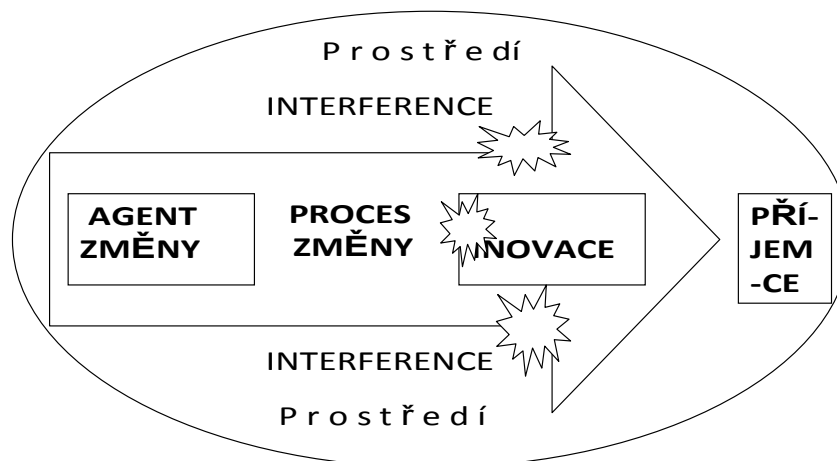 P r o s t ř e d í
INTERFERENCE
AGENT
ZMĚNY
PROCES
ZMĚNY
INOVACE
PŘÍ-
JEM
-CE
INTERFERENCE
P r o s t ř e d í